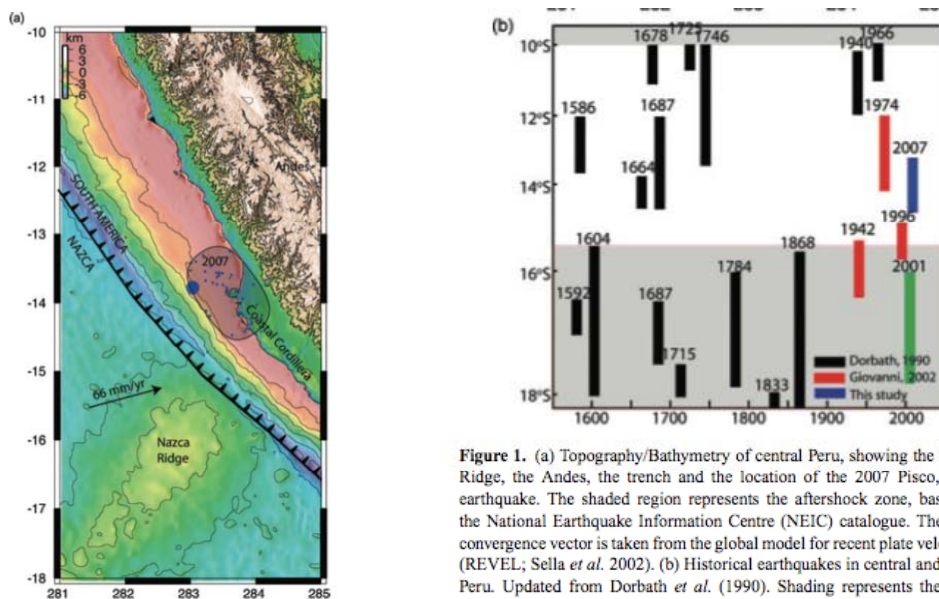 (a)
-10
-11
-12
-13
-14
-15
-16
-17
-18
281
282
283
284
285
km
6
3
0
Andes
SOUTH AMERICA
NAZCA
2007
Coastal Cordillera
66 mm/yr
Nazca
Ridge
(b)
10ºS
12ºS
14ºS
16ºS
18ºS
1678
1725
1746
1940
1966
1586
1687
1974
1664
2007
1604
1868
1942
1996
1592
1687
1784
2001
1715
1833
Dorbath, 1990
Giovanni, 2002
This study
1600
1700
1800
1900
2000
Figure 1. (a) Topography/Bathymetry of central Peru, showing the
Ridge, the Andes, the trench and the location of the 2007 Pisco,
earthquake. The shaded region represents the aftershock zone, bas
the National Earthquake Information Centre (NEIC) catalogue. The
convergence vector is taken from the global model for recent plate velo
(REVEL; Sella et al. 2002). (b) Historical earthquakes in central and
Peru. Updated from Dorbath et al. (1990). Shading represents the